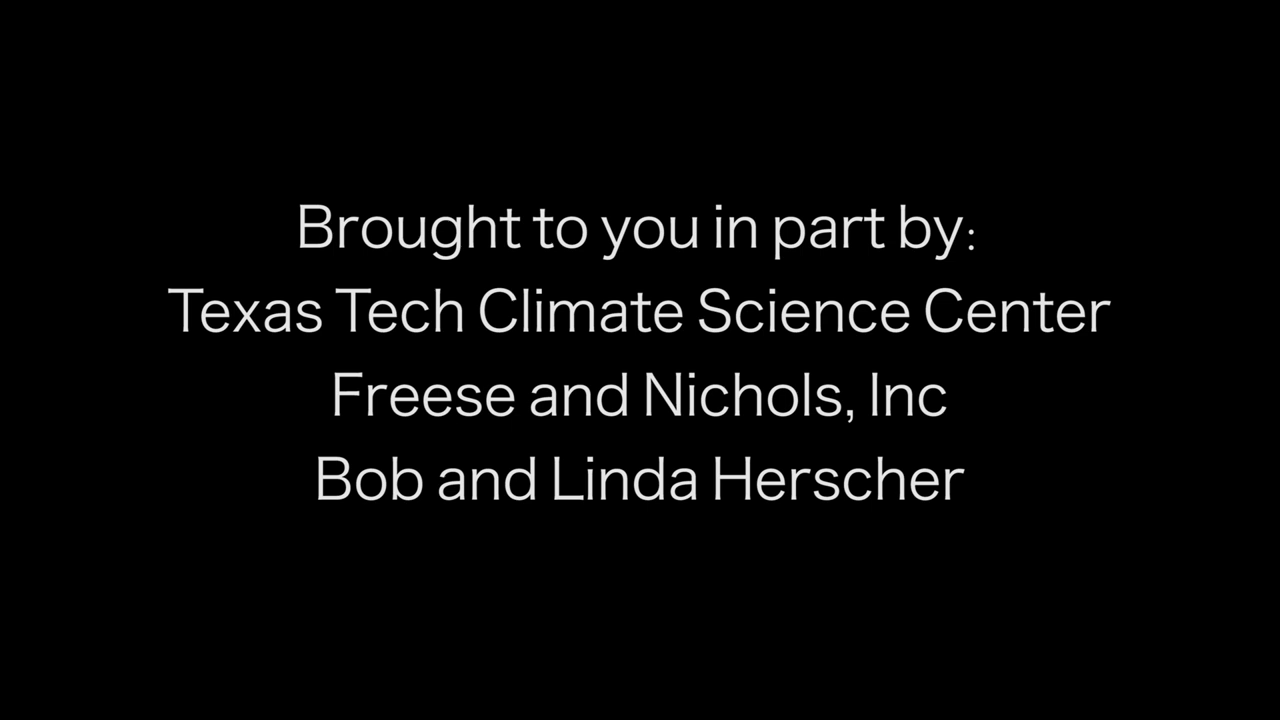 Brought to you in part by:
Texas Tech Climate Science Center
Freese and Nichols, Inc
Bob and Linda Herscher